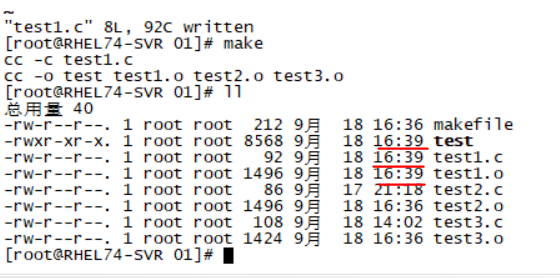 ~
"test1.c" 8L, 92C written
[root@RHEL74-SVR 01]# make
cc -c test1.c
cc -o test test1.o test2.o test3.o
[root@RHEL74-SVR 01]# ll
总用量 40
-rw-r--r--. 1 root root  212 9月  18 16:36 makefile
-rwxr-xr-x. 1 root root 8568 9月  18 16:39 test
-rw-r--r--. 1 root root   92 9月  18 16:39 test1.c
-rw-r--r--. 1 root root 1496 9月  18 16:39 test1.o
-rw-r--r--. 1 root root   86 9月  17 21:18 test2.c
-rw-r--r--. 1 root root 1496 9月  18 16:36 test2.o
-rw-r--r--. 1 root root  108 9月  18 14:02 test3.c
-rw-r--r--. 1 root root 1424 9月  18 16:36 test3.o
[root@RHEL74-SVR 01]#